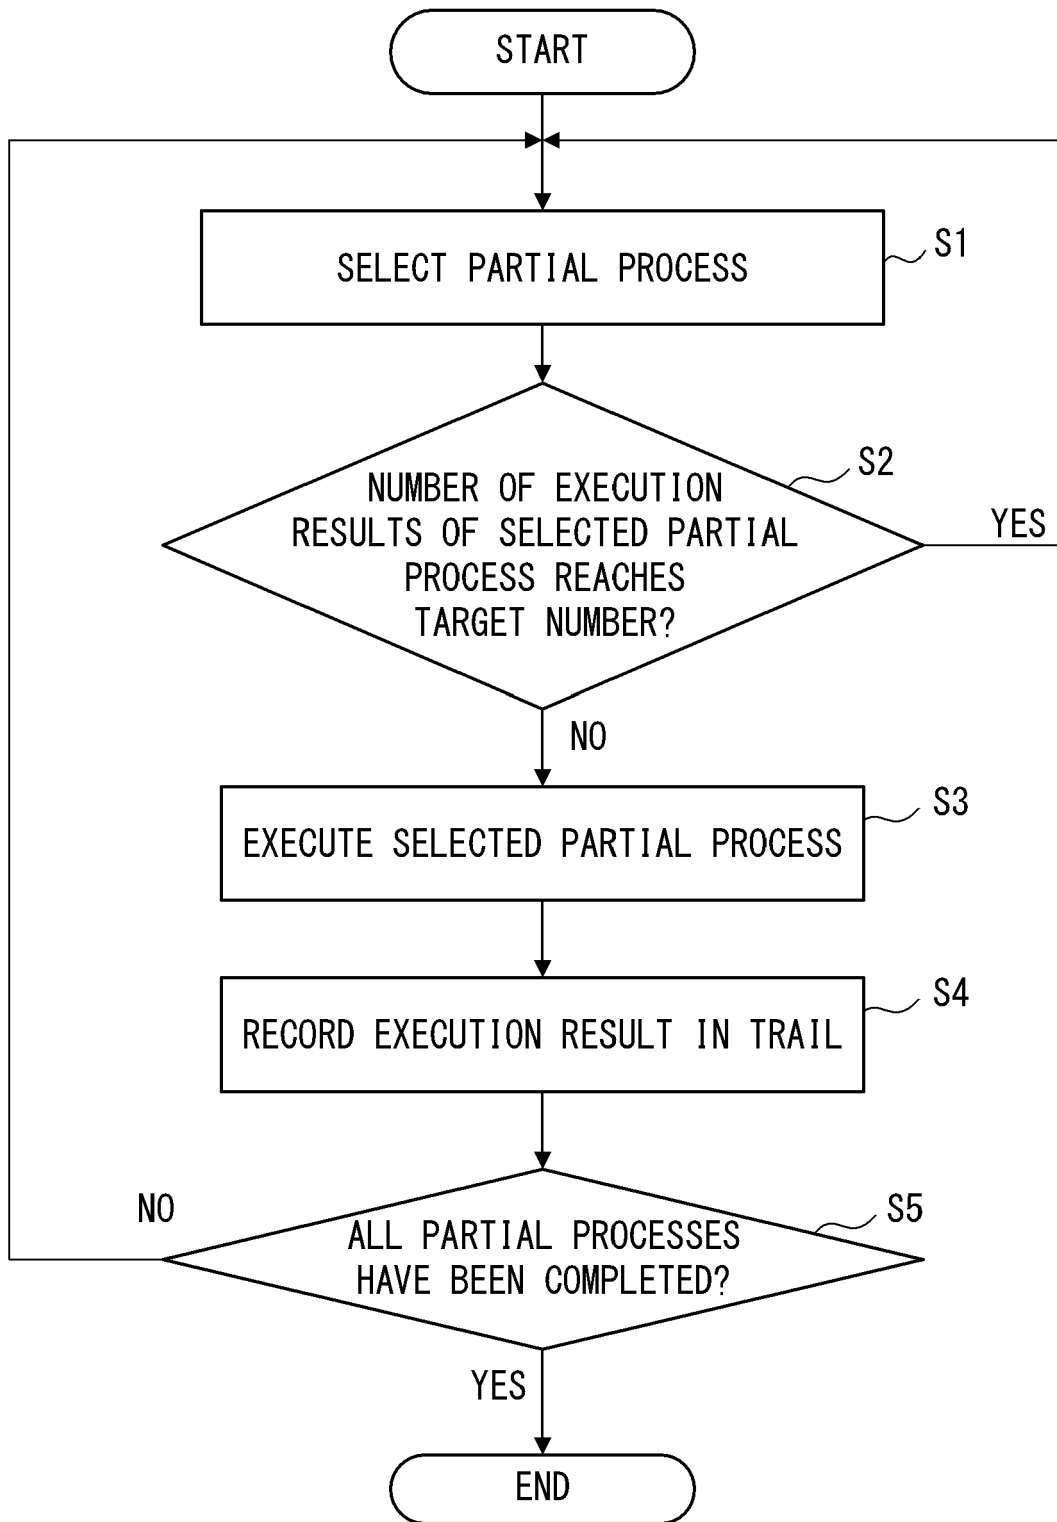 START
SELECT PARTIAL PROCESS
S1
NUMBER OF EXECUTION
RESULTS OF SELECTED PARTIAL
PROCESS REACHES
TARGET NUMBER?
S2
YES
NO
EXECUTE SELECTED PARTIAL PROCESS
S3
RECORD EXECUTION RESULT IN TRAIL
S4
ALL PARTIAL PROCESSES
HAVE BEEN COMPLETED?
S5
NO
YES
END